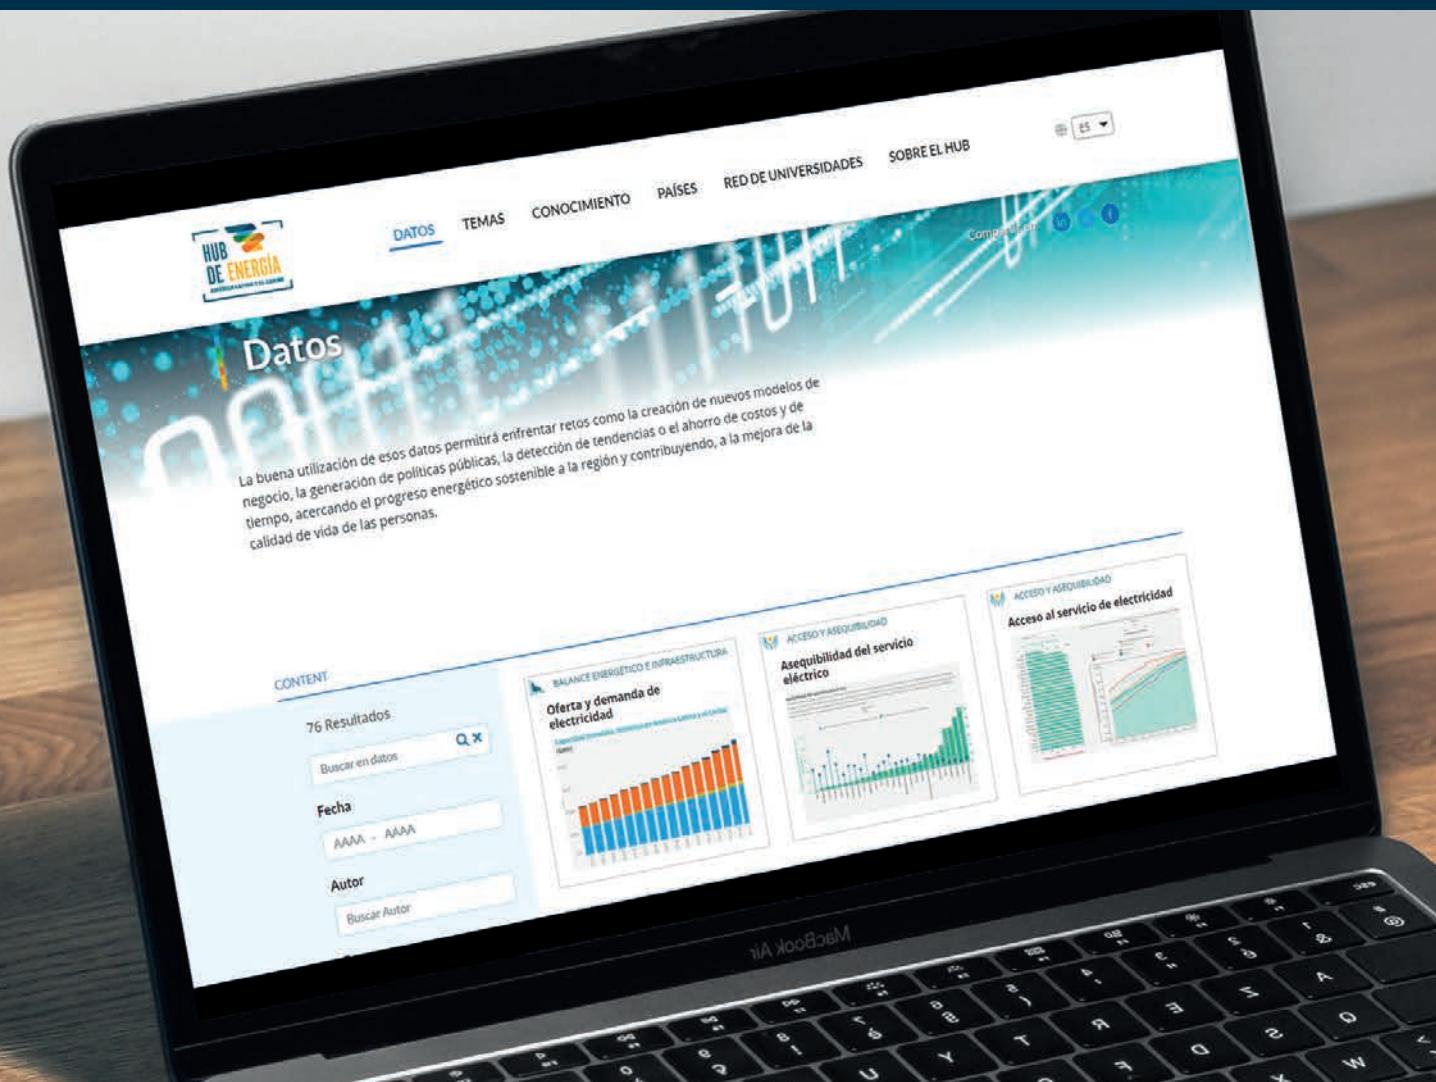 HUB
DE ENERGÍA
AMÉRICA LATINA Y EL CARIBE
DATOS
TEMAS
CONOCIMIENTO
PAÍSES
RED DE UNIVERSIDADES
SOBRE EL HUB
ES
Datos
La buena utilización de esos datos permitirá enfrentar retos como la creación de nuevos modelos de
negocio, la generación de políticas públicas, la detección de tendencias o el ahorro de costos y de
tiempo, acercando el progreso energético sostenible a la región y contribuyendo, a la mejora de la
calidad de vida de las personas.
CONTENT
76 Resultados
Buscar en datos
Fecha
AAAA - AAAA
Autor
Buscar Autor
BALANCE ENERGÉTICO E INFRAESTRUCTURA
Oferta y demanda de
electricidad
ACCESO Y ASEQUIBILIDAD
Asequibilidad del servicio
eléctrico
ACCESO Y ASEQUIBILIDAD
Acceso al servicio de electricidad
MacBook Air